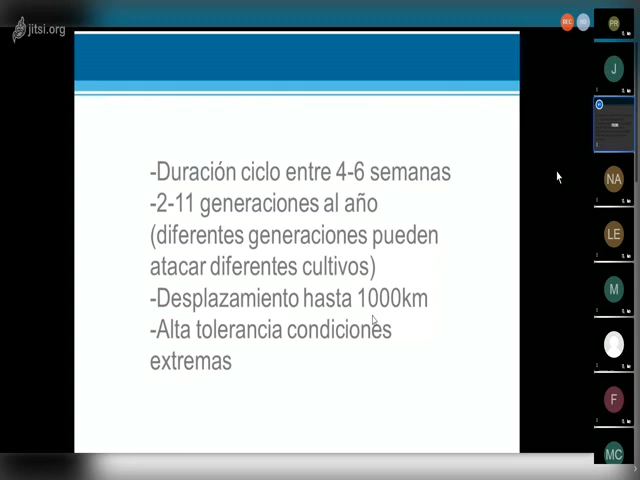 jitsi.org
REC
PR
J
-Duración ciclo entre 4-6 semanas
-2-11 generaciones al año
(diferentes generaciones pueden
atacar diferentes cultivos)
-Desplazamiento hasta 1000km
-Alta tolerancia condiciones
extremas
NA
LE
M
F
MC